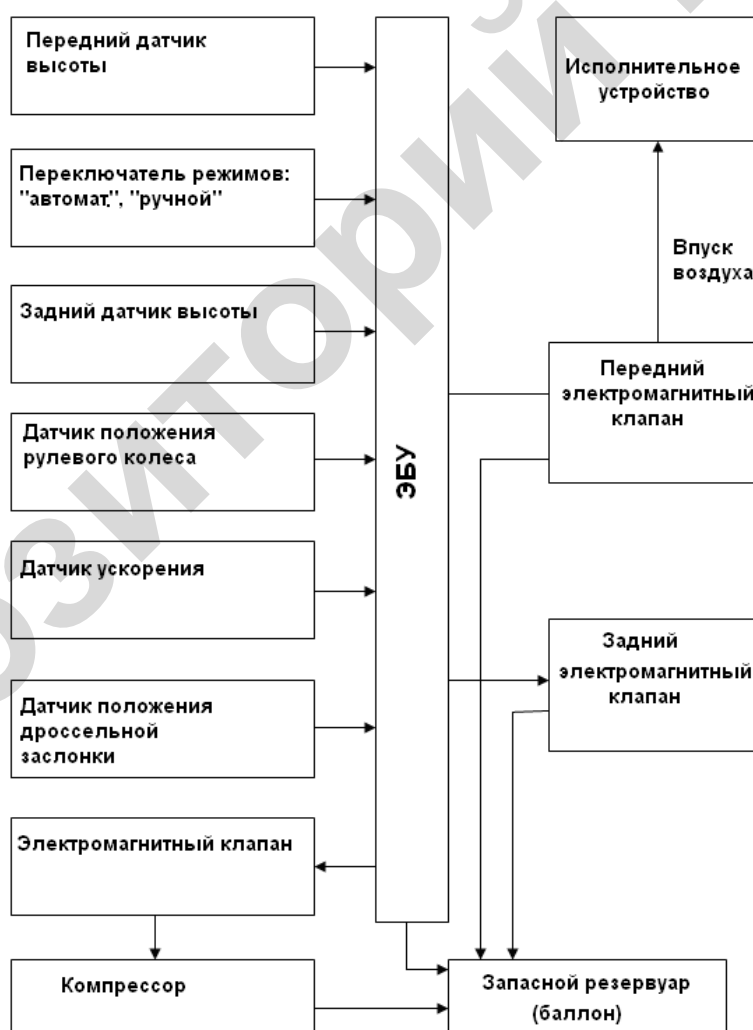 Передний датчик
высоты
Исполнительное
устройство
Переключатель режимов:
"автомат.", "ручной"
Впуск
воздуха
Задний датчик высоты
Передний
электромагнитный
клапан
Датчик положения
рулевого колеса
ЭБУ
Датчик ускорения
Задний
электромагнитный
клапан
Датчик положения
дроссельной
заслонки
Электромагнитный клапан
Компрессор
Запасной резервуар
(баллон)